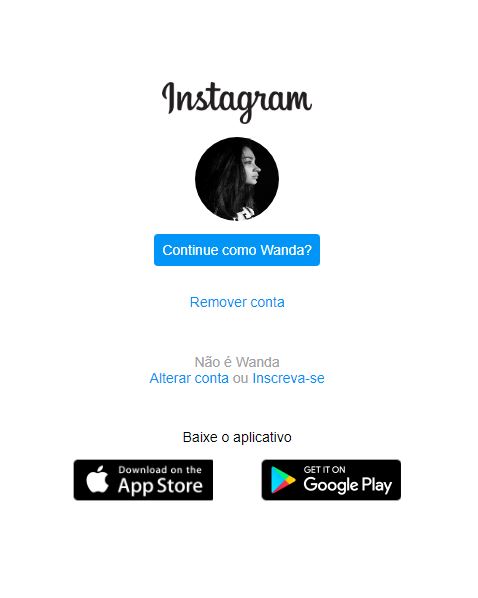 Instagram
Continue como Wanda?
Remover conta
Não é Wanda
Alterar conta ou Inscreva-se
Baixe o aplicativo
Download on the
App Store
GET IT ON
Google Play